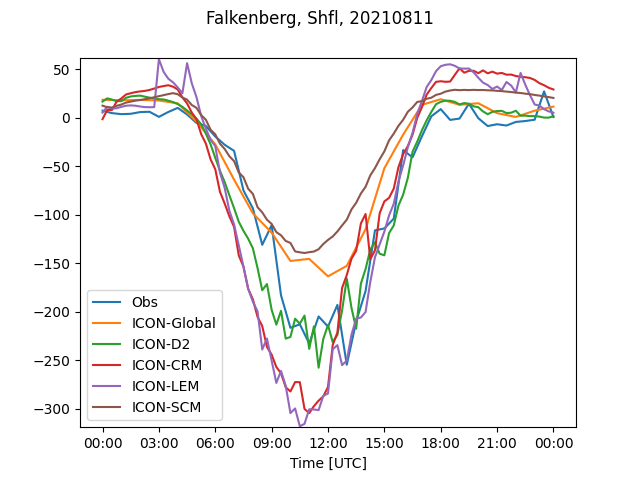 Falkenberg, Shfl, 20210811
50
0
−50
−100
−150
−200
−250
−300
Obs
ICON-Global
ICON-D2
ICON-CRM
ICON-LEM
ICON-SCM
00:00 03:00 06:00 09:00 12:00 15:00 18:00 21:00 00:00
Time [UTC]